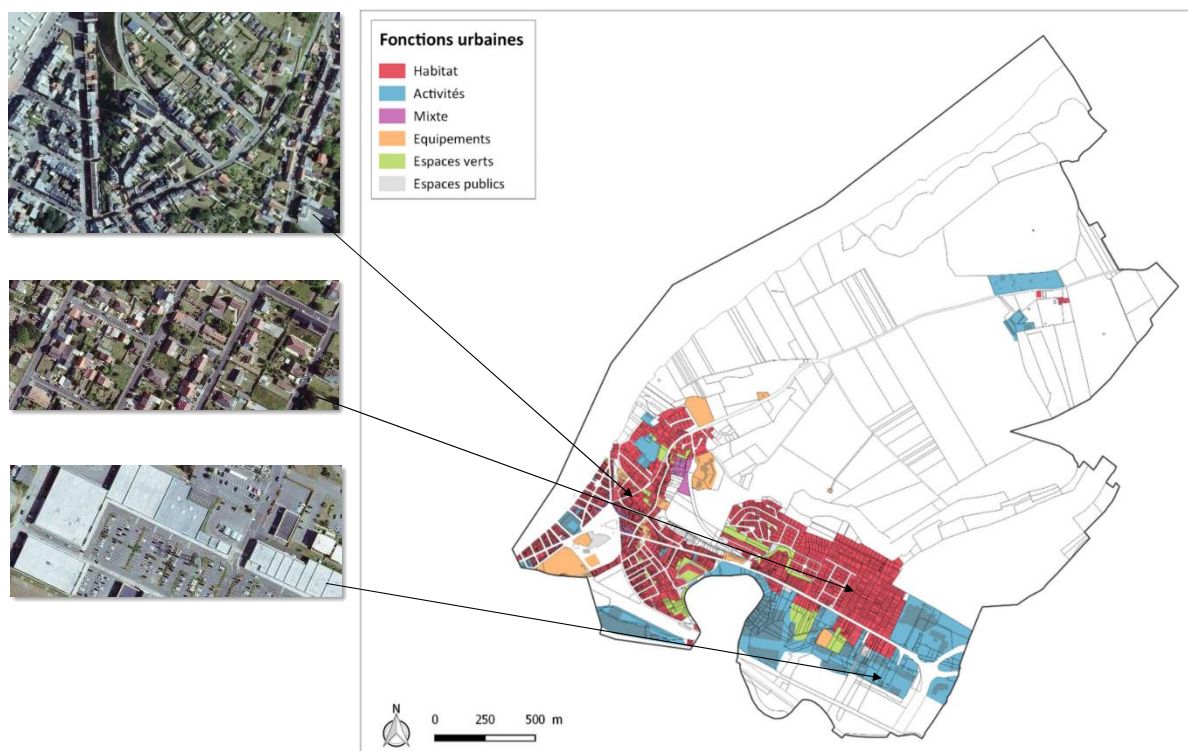 Fonctions urbaines
Habitat
Activités
Mixte
Equipements
Espaces verts
Espaces publics
N
0 250 500 m